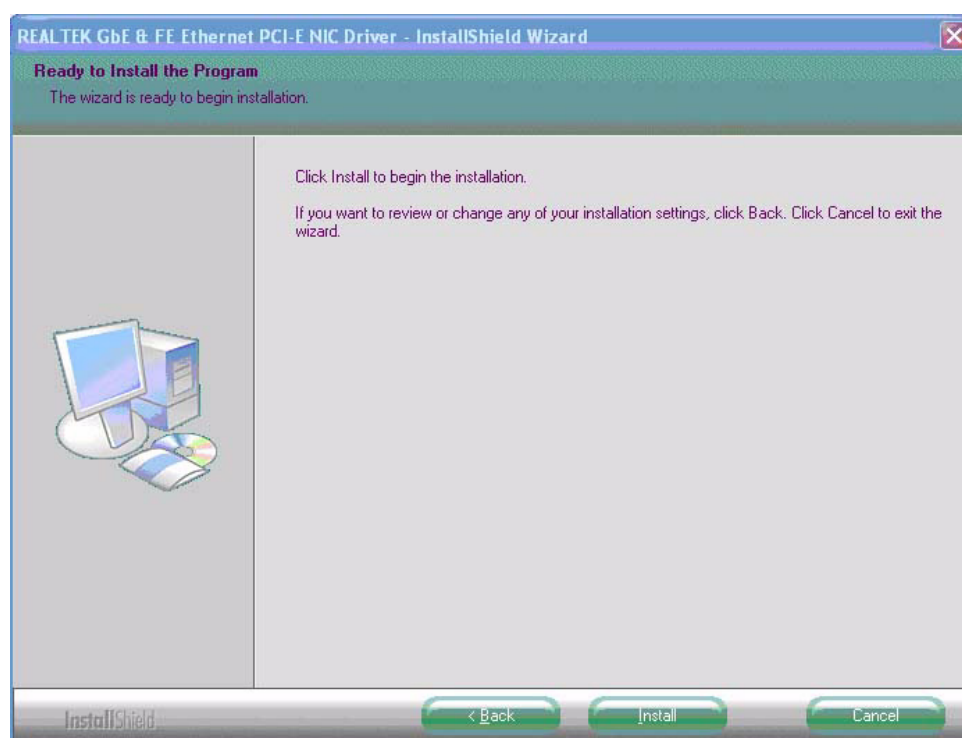 REALTEK GbE & FE Ethernet PCI-E NIC Driver - InstallShield Wizard
Ready to Install the Program
The wizard is ready to begin installation.
Click Install to begin the installation.
If you want to review or change any of your installation settings, click Back. Click Cancel to exit the
wizard.
InstallShield
< Back
Install
Cancel